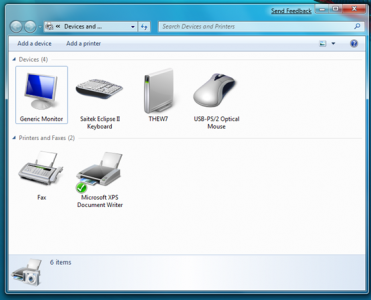 Send Feedback
Devices and ...
Search Devices and Printers
Add a device
Add a printer
Devices (4)
Generic Monitor
Saitek Eclipse II
Keyboard
THEW7
USB-PS/2 Optical
Mouse
Printers and Faxes (2)
Fax
Microsoft XPS
Document Writer
6 items